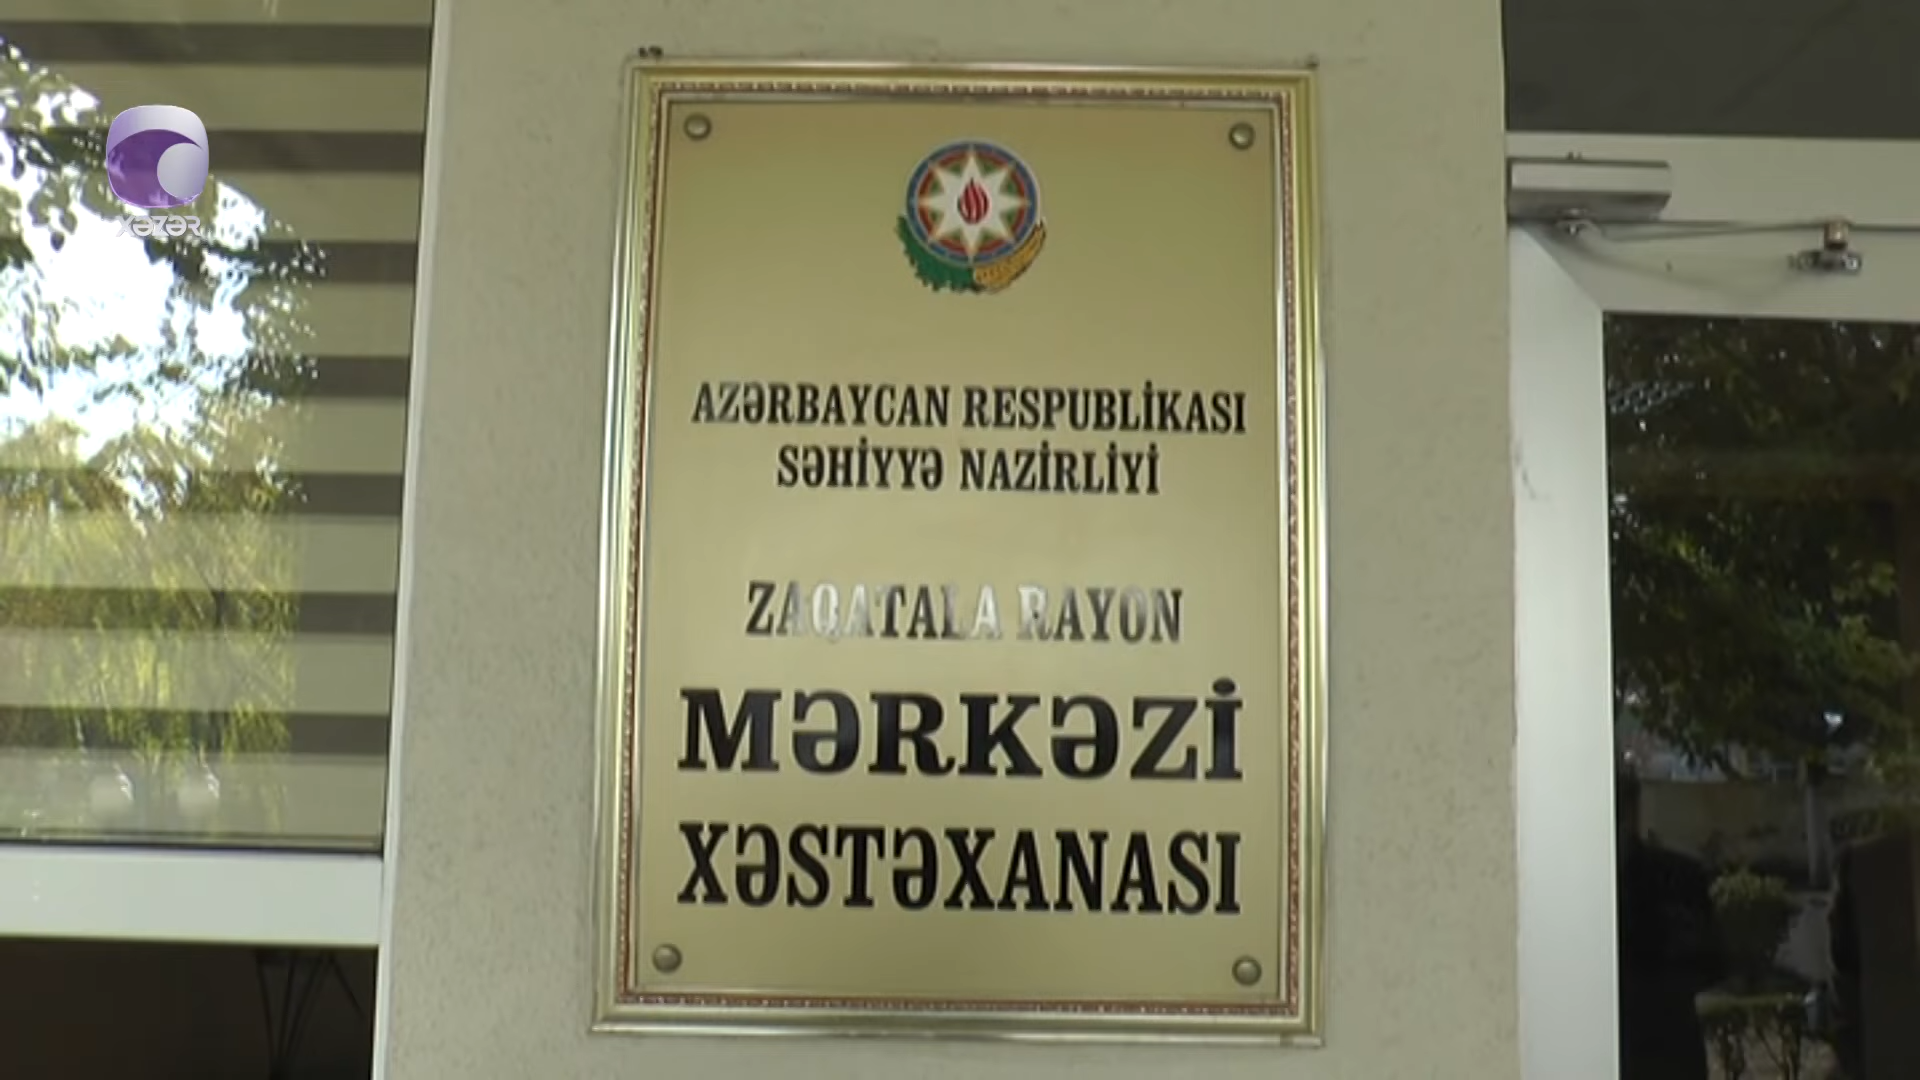 XƏZƏR
AZƏRBAYCAN RESPUBLİKASI
SƏHİYYƏ NAZİRLİYİ
ZAQATALA RAYON
MƏRKƏZİ
XƏSTƏXANASI